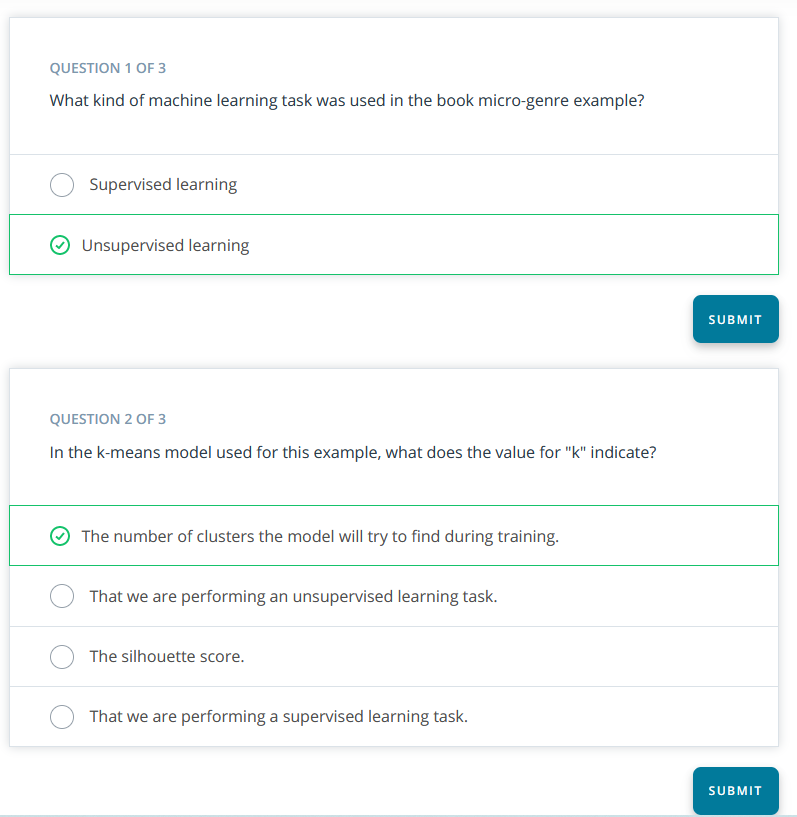 QUESTION 1 OF 3
What kind of machine learning task was used in the book micro-genre example?
Supervised learning
Unsupervised learning
SUBMIT
QUESTION 2 OF 3
In the k-means model used for this example, what does the value for "k" indicate?
The number of clusters the model will try to find during training.
That we are performing an unsupervised learning task.
The silhouette score.
That we are performing a supervised learning task.
SUBMIT